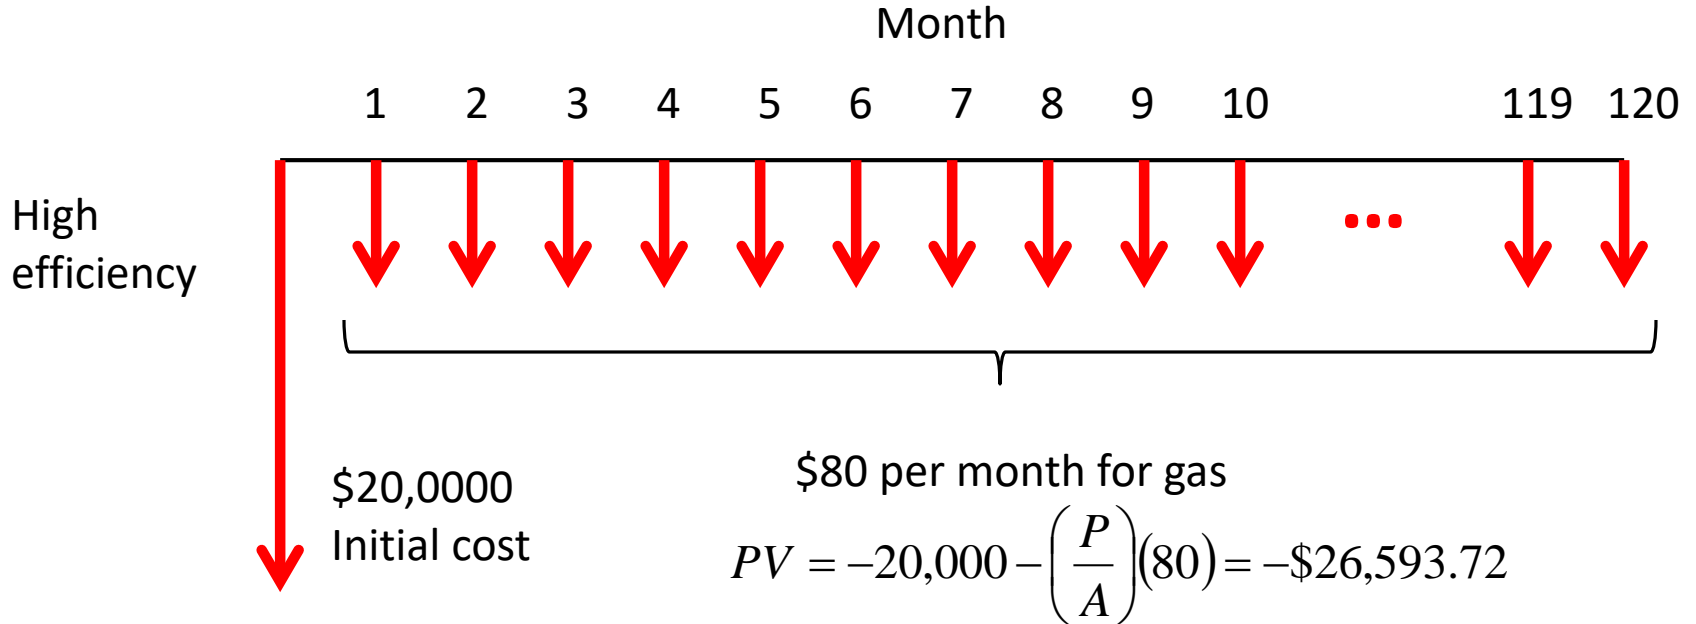 Month
1 2 3 4 5 6 7 8 9 10 ... 119 120
High
efficiency
$20,0000
Initial cost
$80 per month for gas
PV = −20,000 − (P/A)(80) = −$26,593.72